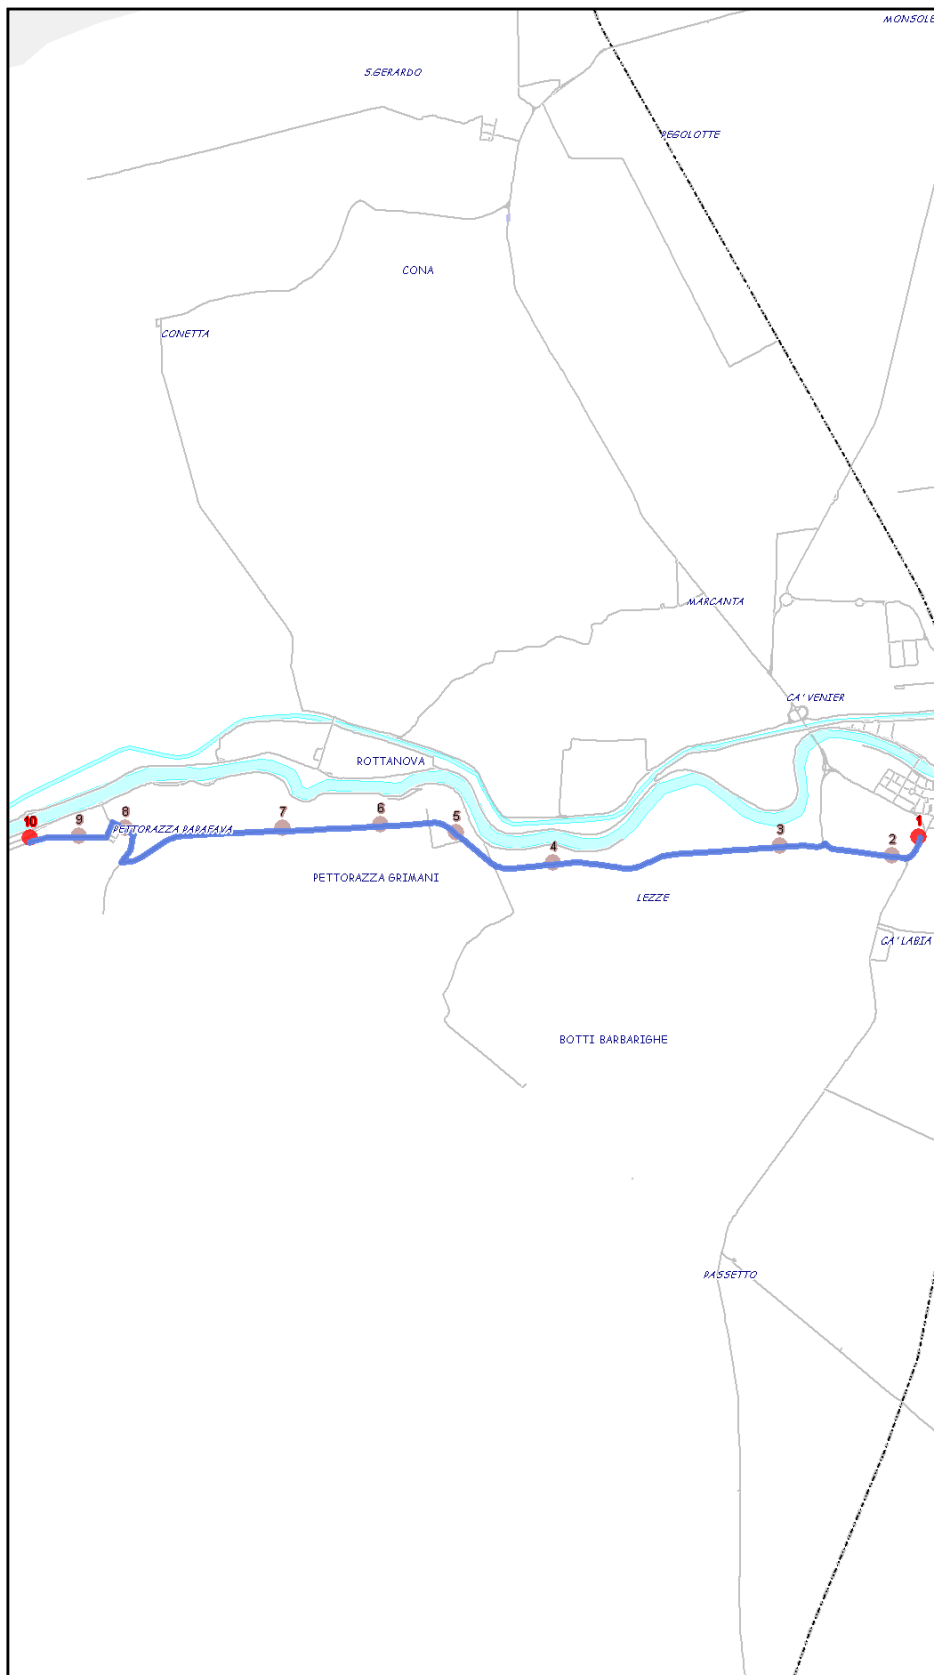 MONSOLE
S.GERARDO
PEGOLOTTE
CONA
CONETTA
MARCANTA
CA' VENIER
ROTTANOVA
10
9
8
7
6
5
4
3
2
1
PETTORAZZA PAPAFAVA
PETTORAZZA GRIMANI
LEZZE
CA'LABIA
BOTTI BARBARIGHE
PASSETTO